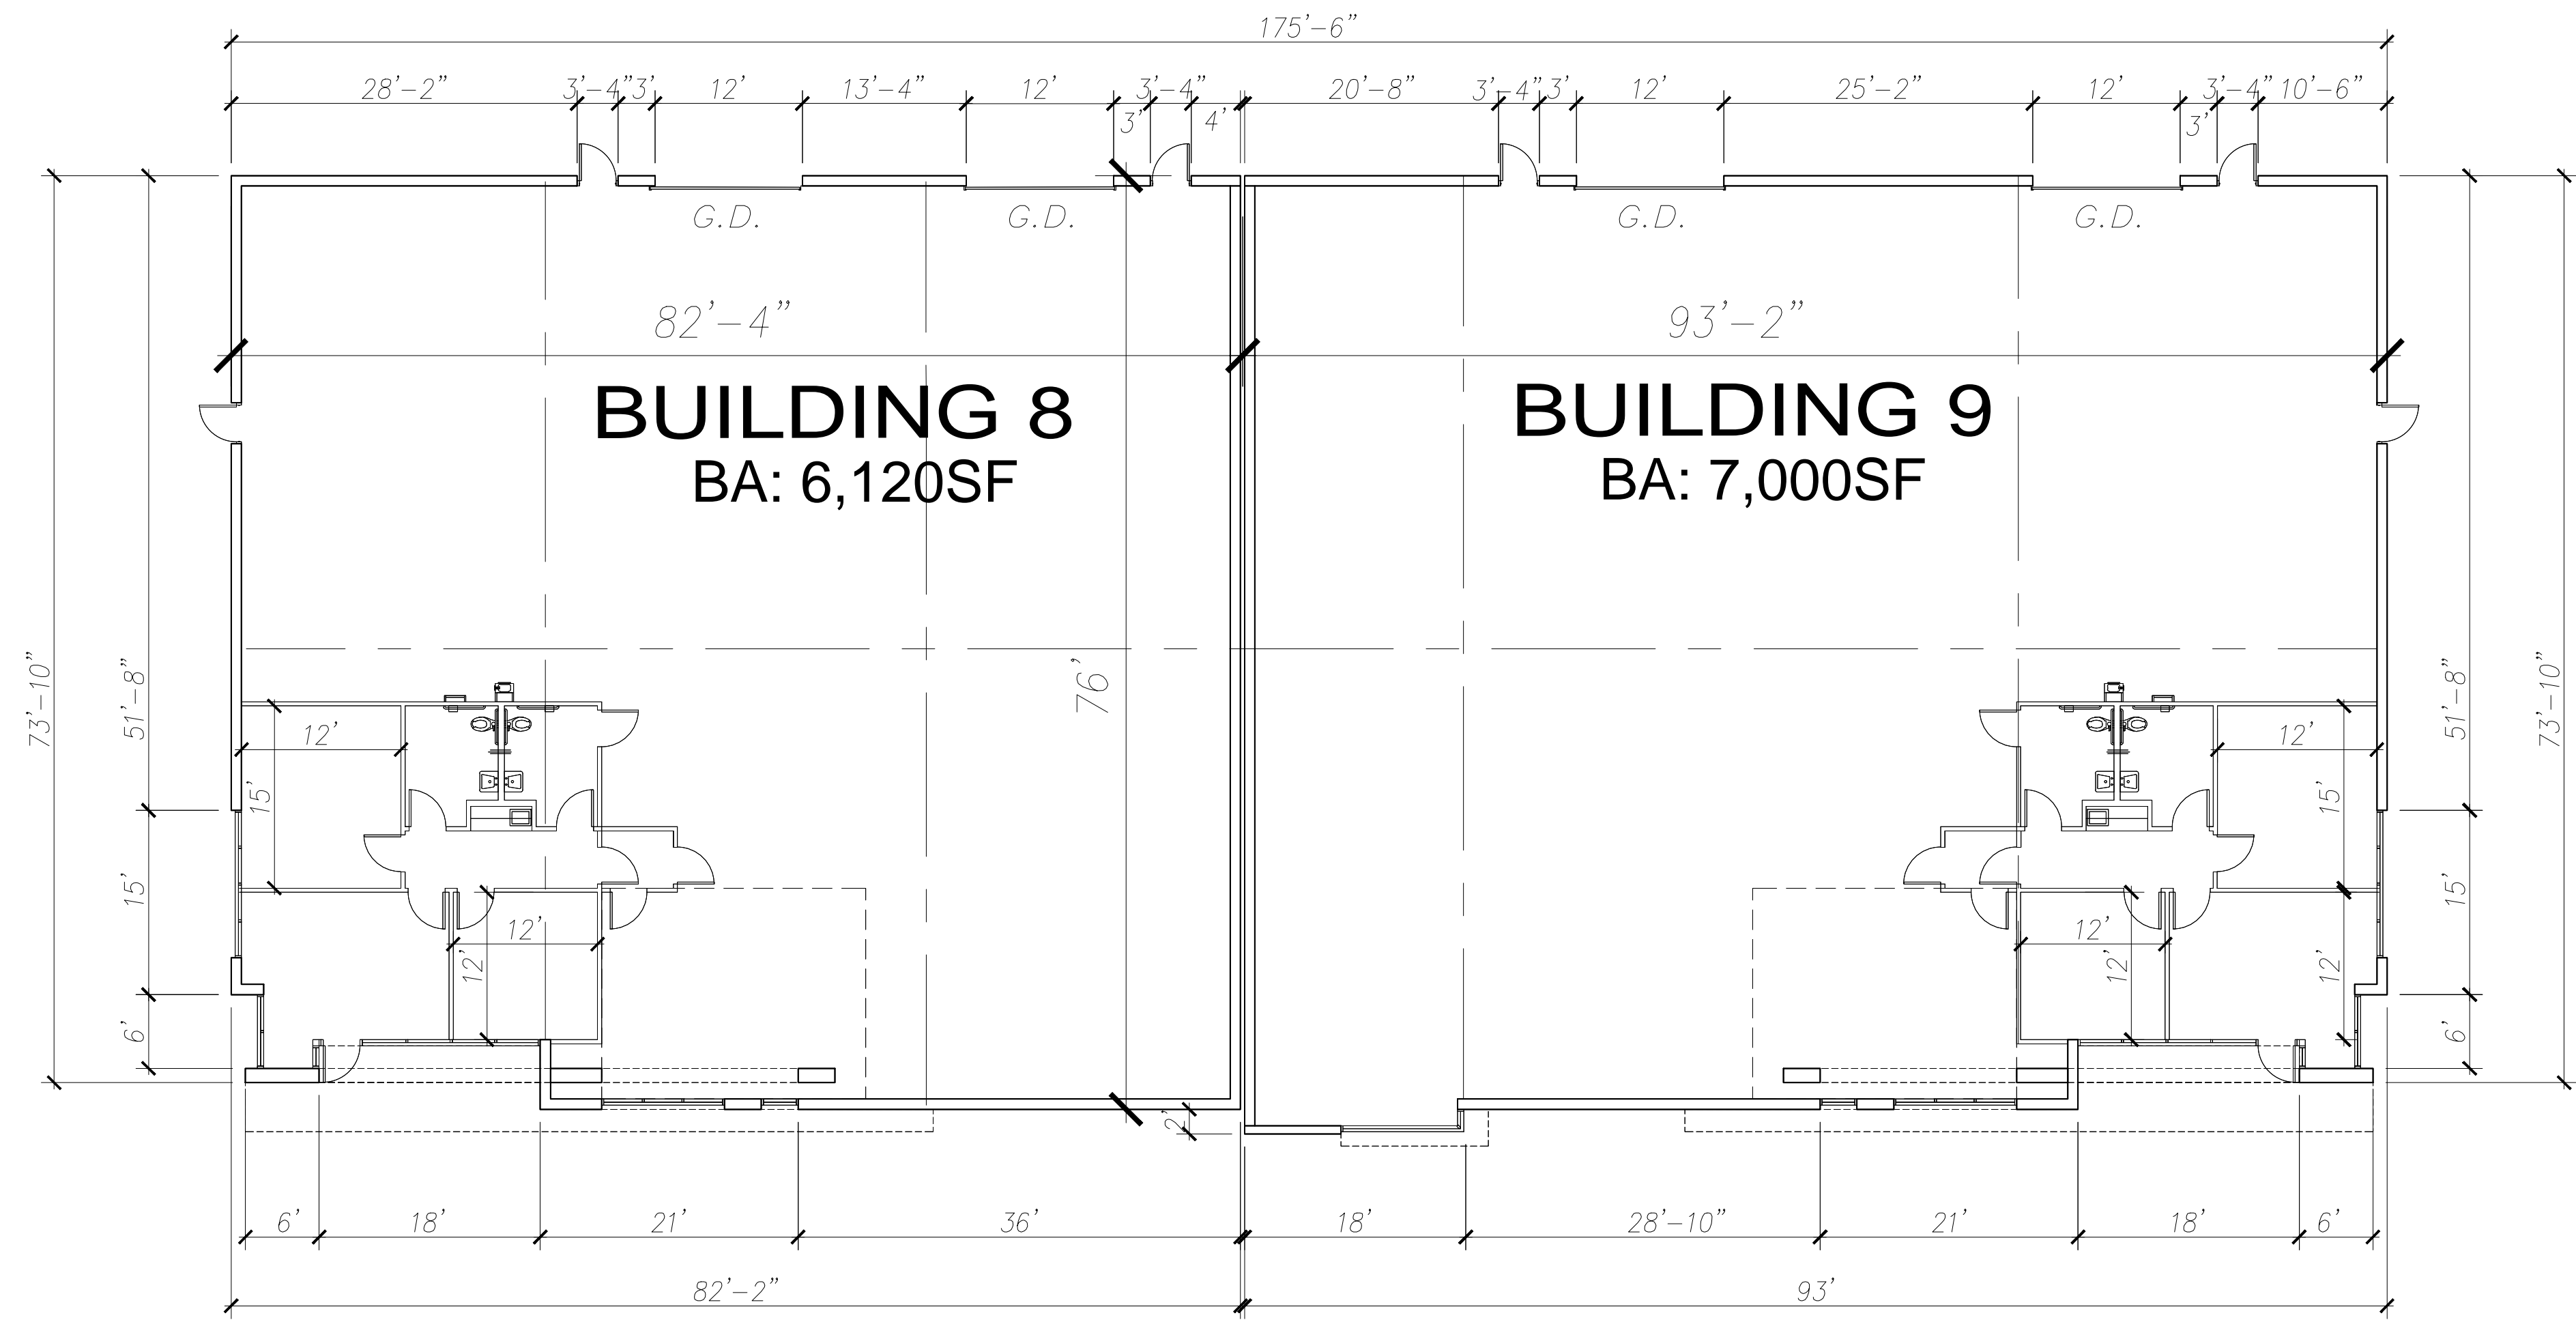 175'-6"
28'-2" 3'-4" 3' 12' 13'-4" 12' 3'-4" 20'-8" 3'-4" 3' 12' 25'-2" 12' 3'-4" 10'-6"
3' 4' 3'
G.D. G.D. G.D. G.D.
82'-4" 93'-2"
BUILDING 8 BUILDING 9
BA: 6,120SF BA: 7,000SF
73'-10" 51'-8" 76' 51'-8" 73'-10"
12' 12'
15' 15'
15' 12' 12' 15'
12' 12' 12'
6' 6'
2'
6' 18' 21' 36' 18' 28'-10" 21' 18' 6'
82'-2" 93'